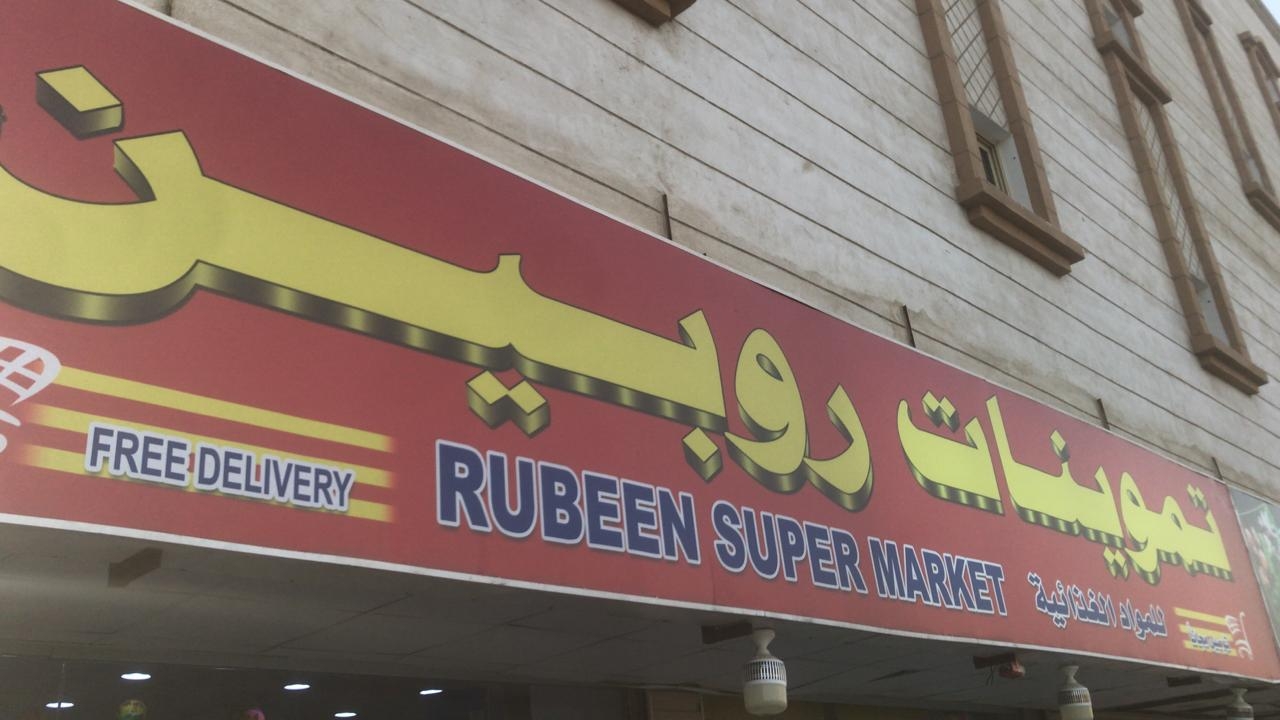 تموينات روبين
RUBEEN SUPER MARKET
للمواد الغذائية
FREE DELIVERY